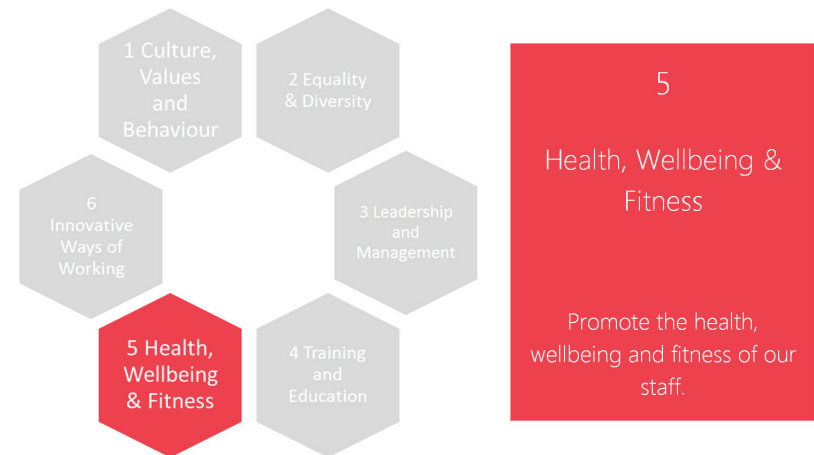 1 Culture,
Values
and
Behaviour
2 Equality
& Diversity
3 Leadership
and
Management
4 Training
and
Education
5 Health,
Wellbeing
& Fitness
6
Innovative
Ways of
Working
5
Health, Wellbeing &
Fitness
Promote the health,
wellbeing and fitness of our
staff.